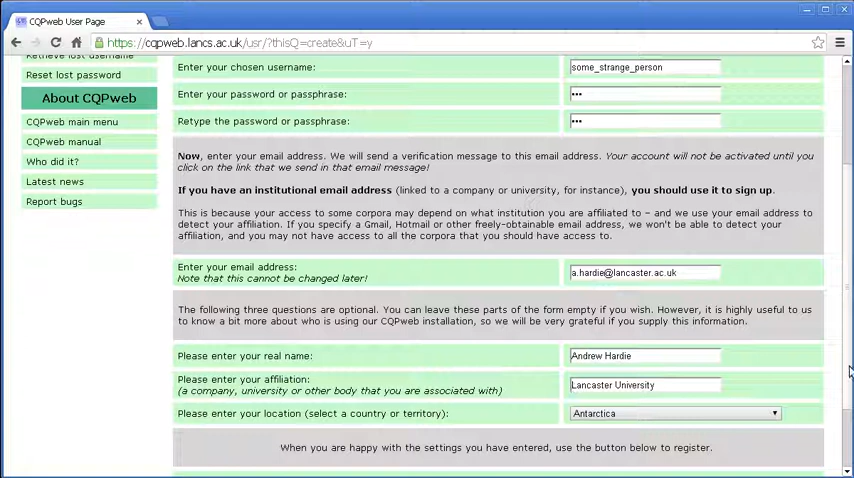 CQPweb User Page
https://cqpweb.lancs.ac.uk/usr/?thisQ=create&uT=y
Retrieve lost username
Reset lost password
About CQPweb
CQPweb main menu
CQPweb manual
Who did it?
Latest news
Report bugs
Enter your chosen username:
some_strange_person
Enter your password or passphrase:
•••
Retype the password or passphrase:
•••
Now, enter your email address. We will send a verification message to this email address. Your account will not be activated until you
click on the link that we send in that email message!
If you have an institutional email address (linked to a company or university, for instance), you should use it to sign up.
This is because your access to some corpora may depend on what institution you are affiliated to – and we use your email address to
detect your affiliation. If you specify a Gmail, Hotmail or other freely-obtainable email address, we won't be able to detect your
affiliation, and you may not have access to all the corpora that you should have access to.
Enter your email address:
Note that this cannot be changed later!
a.hardie@lancaster.ac.uk
The following three questions are optional. You can leave these parts of the form empty if you wish. However, it is highly useful to us
to know a bit more about who is using our CQPweb installation, so we will be very grateful if you supply this information.
Please enter your real name:
Andrew Hardie
Please enter your affiliation:
(a company, university or other body that you are associated with)
Lancaster University
Please enter your location (select a country or territory):
Antarctica
When you are happy with the settings you have entered, use the button below to register.